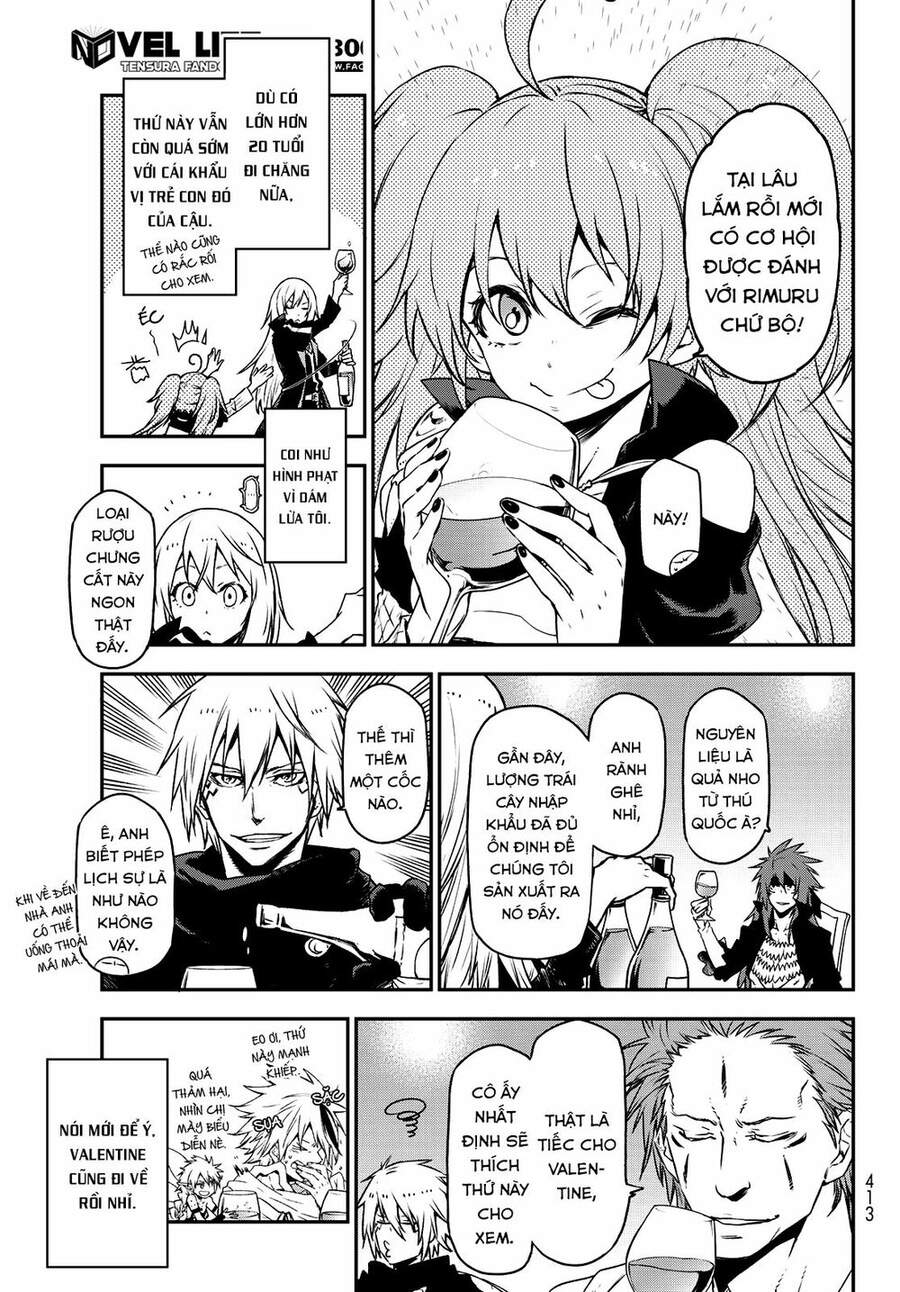 NOVEL LI
TENSURA FANDO
BOO
W.FAC
TẠI LÂU
LẮM RỒI MỚI
CÓ CƠ HỘI
ĐƯỢC ĐÁNH
VỚI RIMURU
CHỨ BỘ!
NÀY!
DÙ CÓ
LỚN HƠN
20 TUỔI
ĐI CHĂNG
NỮA,
THỨ NÀY VẪN
CÒN QUÁ SỚM
VỚI CÁI KHẨU
VỊ TRẺ CON ĐÓ
CỦA CẬU.
THẾ NÀO CŨNG
CÓ RẮC RỐI
CHO XEM.
ÉC
COI NHƯ
HÌNH PHẠT
VÌ DÁM
LỪA TÔI.
LOẠI
RƯỢU
CHƯNG
CẤT NÀY
NGON
THẬT
ĐẤY.
NGUYÊN
LIỆU LÀ
QUẢ NHO
TỪ THÚ
QUỐC À?
ANH
RÀNH
GHÊ
NHỈ,
GẦN ĐÂY,
LƯỢNG TRÁI
CÂY NHẬP
KHẨU ĐÃ ĐỦ
ỔN ĐỊNH ĐỂ
CHÚNG TÔI
SẢN XUẤT RA
NÓ ĐẤY.
THẾ THÌ
THÊM
MỘT CỐC
NÀO.
Ê, ANH
BIẾT PHÉP
LỊCH SỰ LÀ
NHƯ NÀO
KHÔNG
VẬY.
KHI VỀ ĐẾN
NHÀ ANH
CÓ THỂ
UỐNG THOẢI
MÁI MÀ.
THẬT LÀ
TIẾC CHO
VALEN-
TINE,
CÔ ẤY
NHẤT
ĐỊNH SẼ
THÍCH
THỨ NÀY
CHO
XEM.
EO ƠI, THỨ
NÀY MẠNH
KHIẾP.
SẶC
SỤA
QUÁ
THẢM HẠI,
NHÌN CHỊ
MÀY BIỂU
DIỄN NÈ.
NÓI MỚI ĐỂ Ý,
VALENTINE
CŨNG ĐI VỀ
RỒI NHỈ.
413